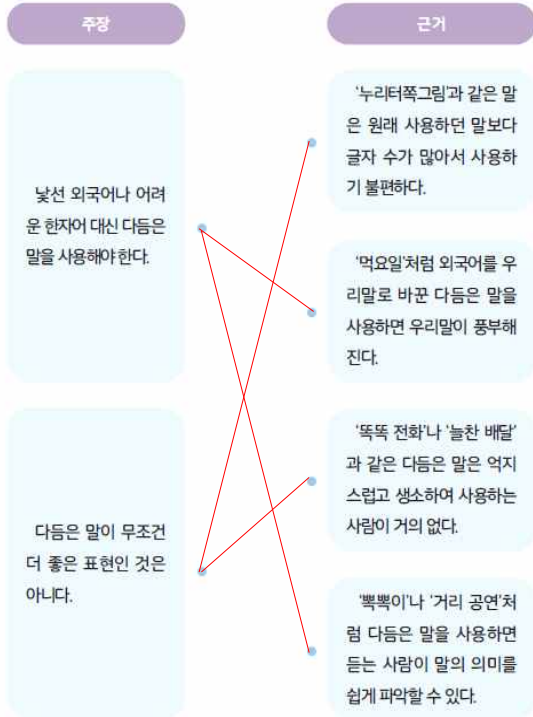 주장
근거
낯선 외국어나 어려
운 한자어 대신 다듬은
말을 사용해야 한다.
다듬은 말이 무조건
더 좋은 표현인 것은
아니다.
'누리터쪽그림'과 같은 말
은 원래 사용하던 말보다
글자 수가 많아서 사용하
기 불편하다.
'먹요일'처럼 외국어를 우
리말로 바꾼 다듬은 말을
사용하면 우리말이 풍부해
진다.
'똑똑 전화'나 '늘찬 배달'
과 같은 다듬은 말은 억지
스럽고 생소하여 사용하는
사람이 거의 없다.
'뽁뽁이'나 '거리 공연'처
럼 다듬은 말을 사용하면
듣는 사람이 말의 의미를
쉽게 파악할 수 있다.